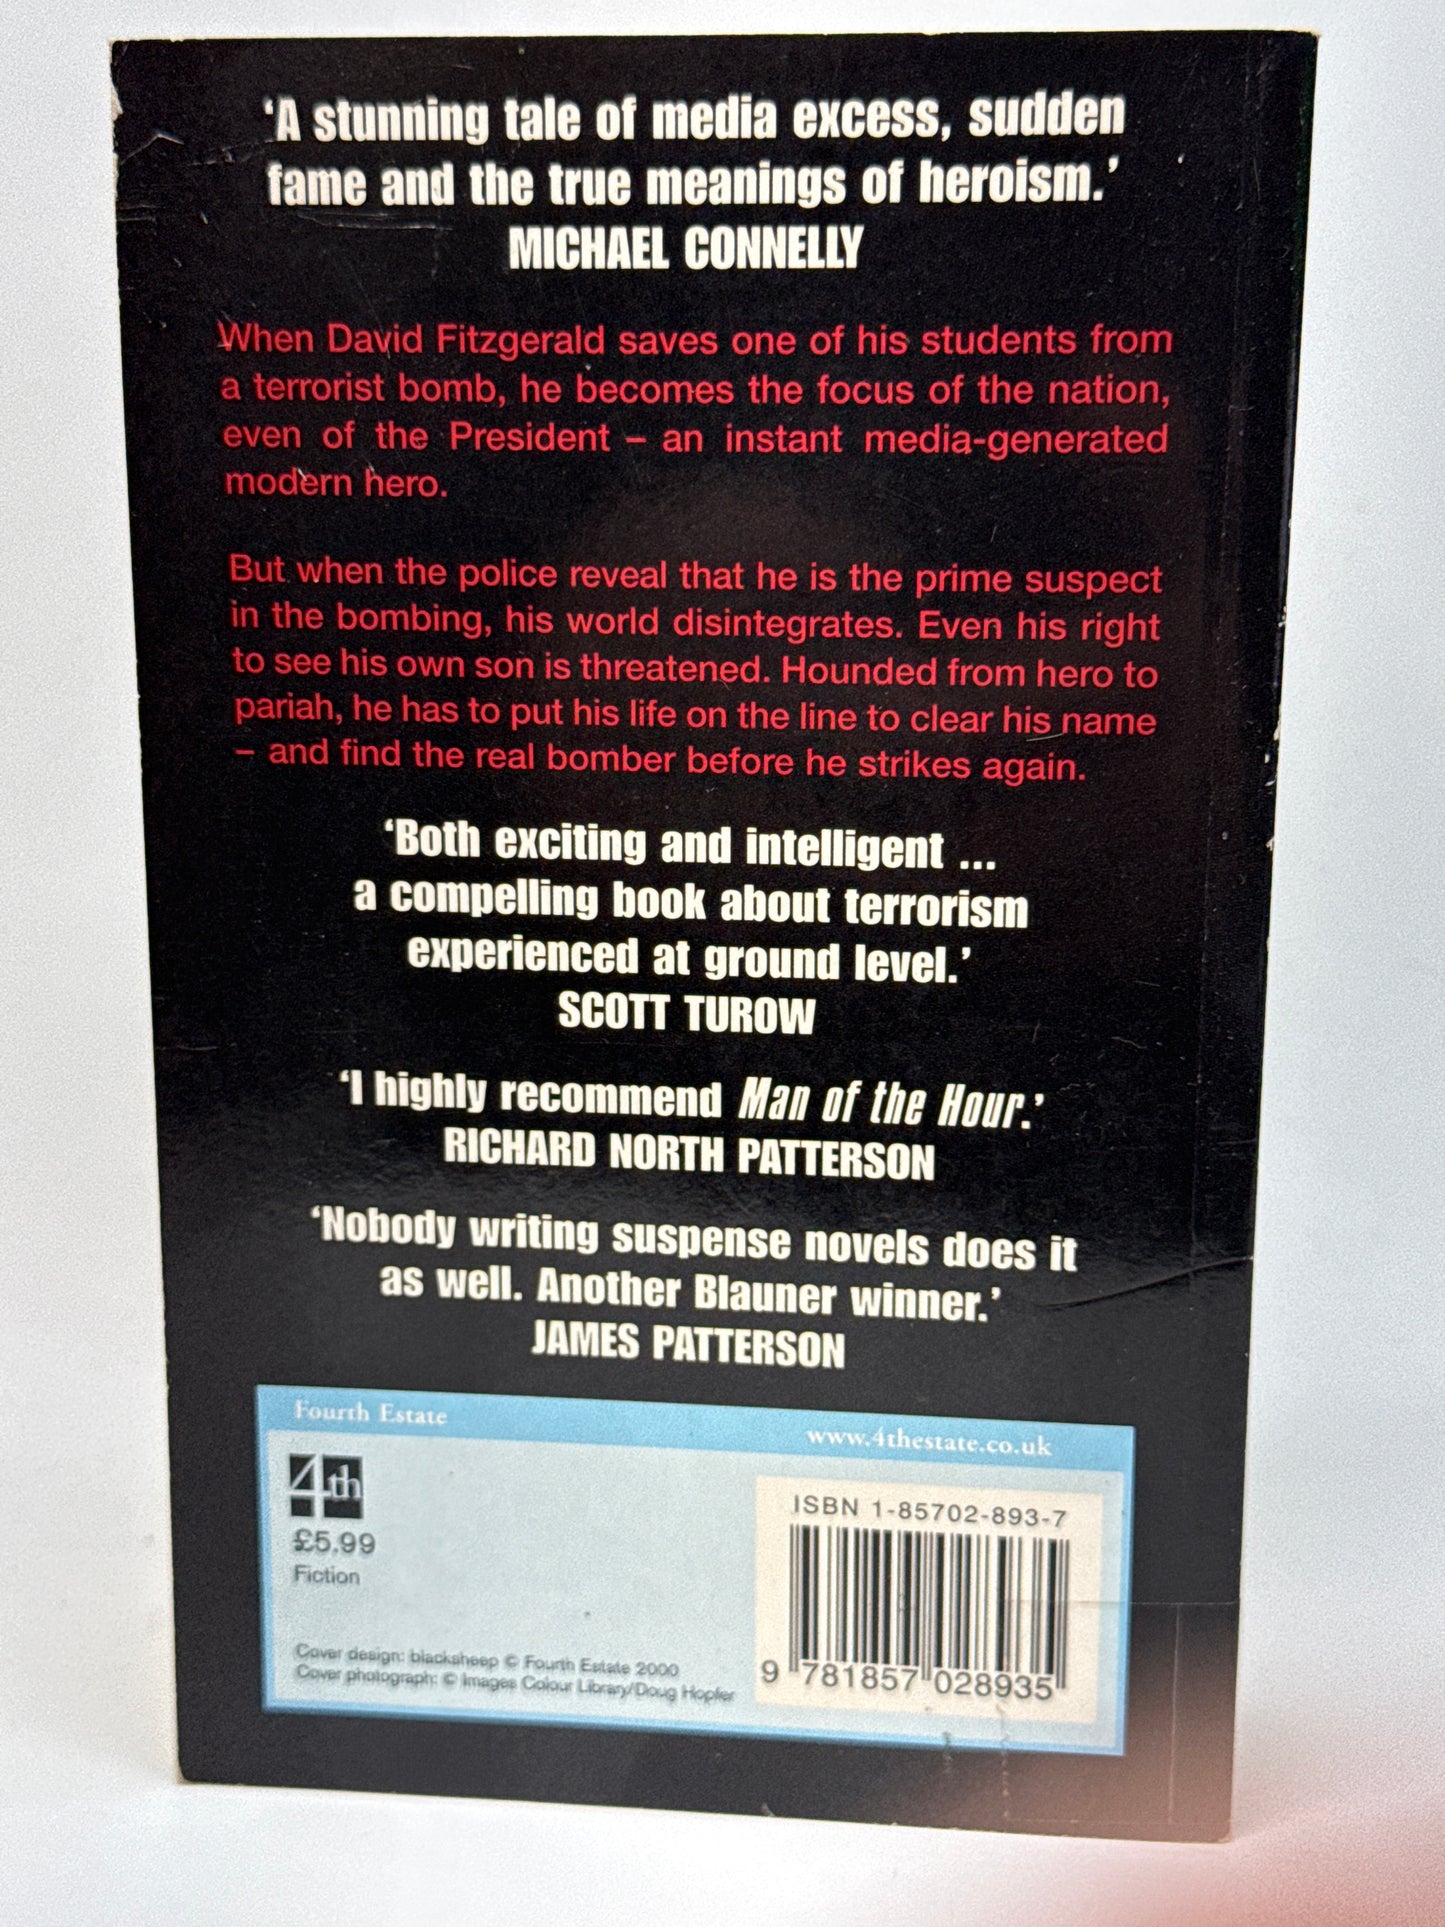 ‘A stunning tale of media excess, sudden
fame and the true meanings of heroism.’
MICHAEL CONNELLY
When David Fitzgerald saves one of his students from
a terrorist bomb, he becomes the focus of the nation,
even of the President – an instant media-generated
modern hero.
But when the police reveal that he is the prime suspect
in the bombing, his world disintegrates. Even his right
to see his own son is threatened. Hounded from hero to
pariah, he has to put his life on the line to clear his name
– and find the real bomber before he strikes again.
‘Both exciting and intelligent ...
a compelling book about terrorism
experienced at ground level.’
SCOTT TUROW
‘I highly recommend Man of the Hour.’
RICHARD NORTH PATTERSON
‘Nobody writing suspense novels does it
as well. Another Blauner winner.’
JAMES PATTERSON
Fourth Estate
www.4thestate.co.uk
4th
£5.99
Fiction
ISBN 1-85702-893-7
Cover design: blacksheep © Fourth Estate 2000
Cover photograph: © Images Colour Library/Doug Hopfer
9 781857 028935